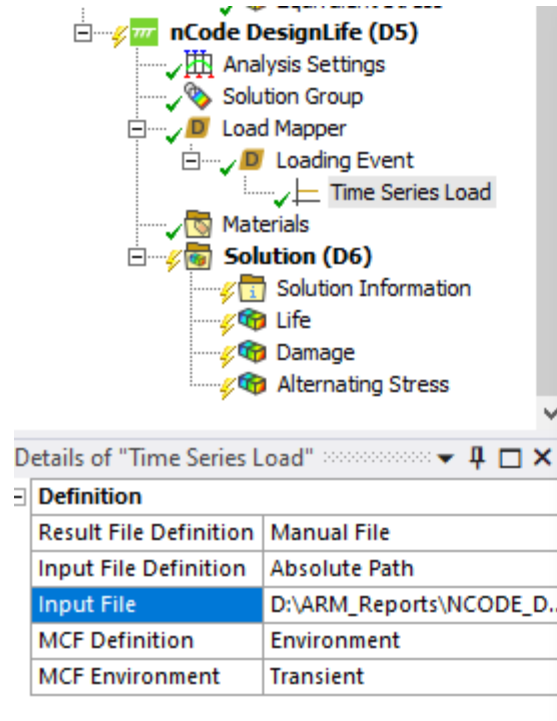 nCode DesignLife (D5)
Analysis Settings
Solution Group
Load Mapper
Loading Event
Time Series Load
Materials
Solution (D6)
Solution Information
Life
Damage
Alternating Stress
Details of "Time Series Load"
Definition
Result File Definition Manual File
Input File Definition Absolute Path
Input File D:\ARM_Reports\NCODE_D..
MCF Definition Environment
MCF Environment Transient